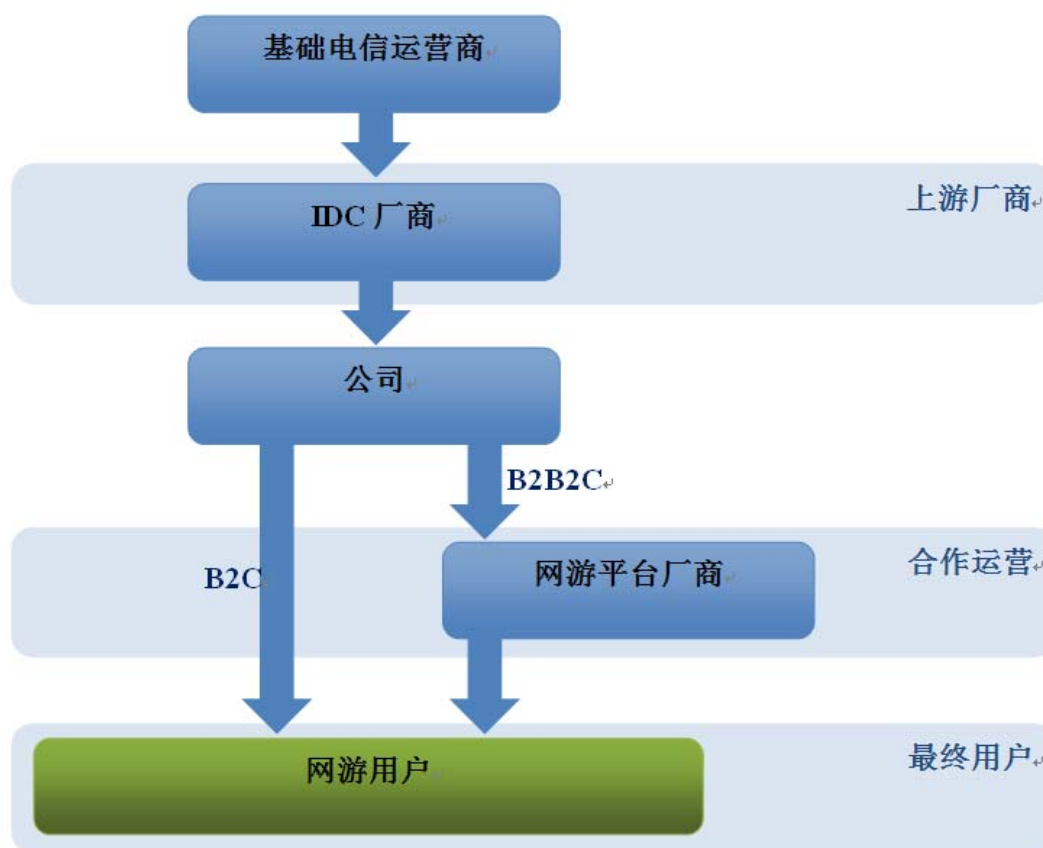 基础电信运营商
IDC 厂商
上游厂商
公司
B2B2C
B2C
网游平台厂商
合作运营
网游用户
最终用户